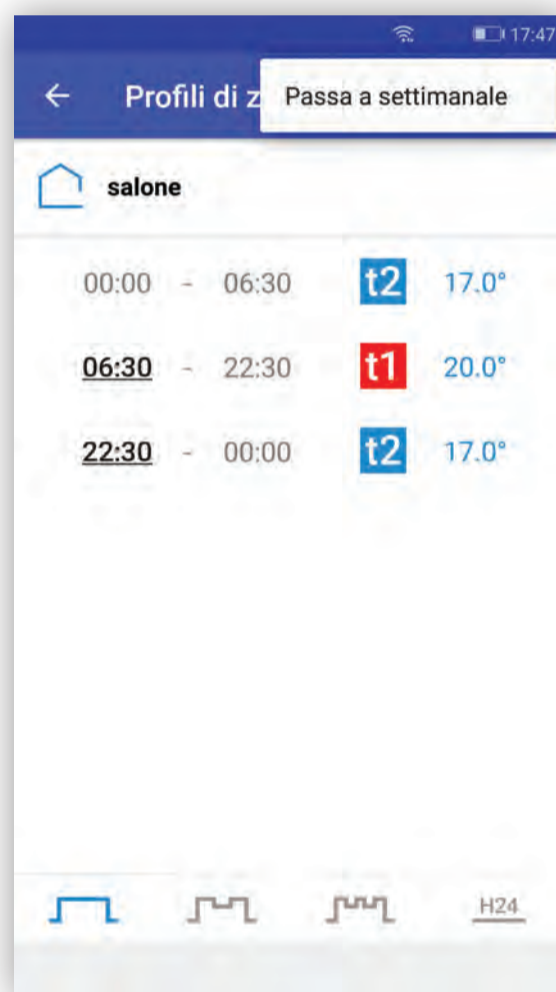 17:47
Profili di z Passa a settimanale
salone
00:00 - 06:30 t2 17.0°
06:30 - 22:30 t1 20.0°
22:30 - 00:00 t2 17.0°
H24